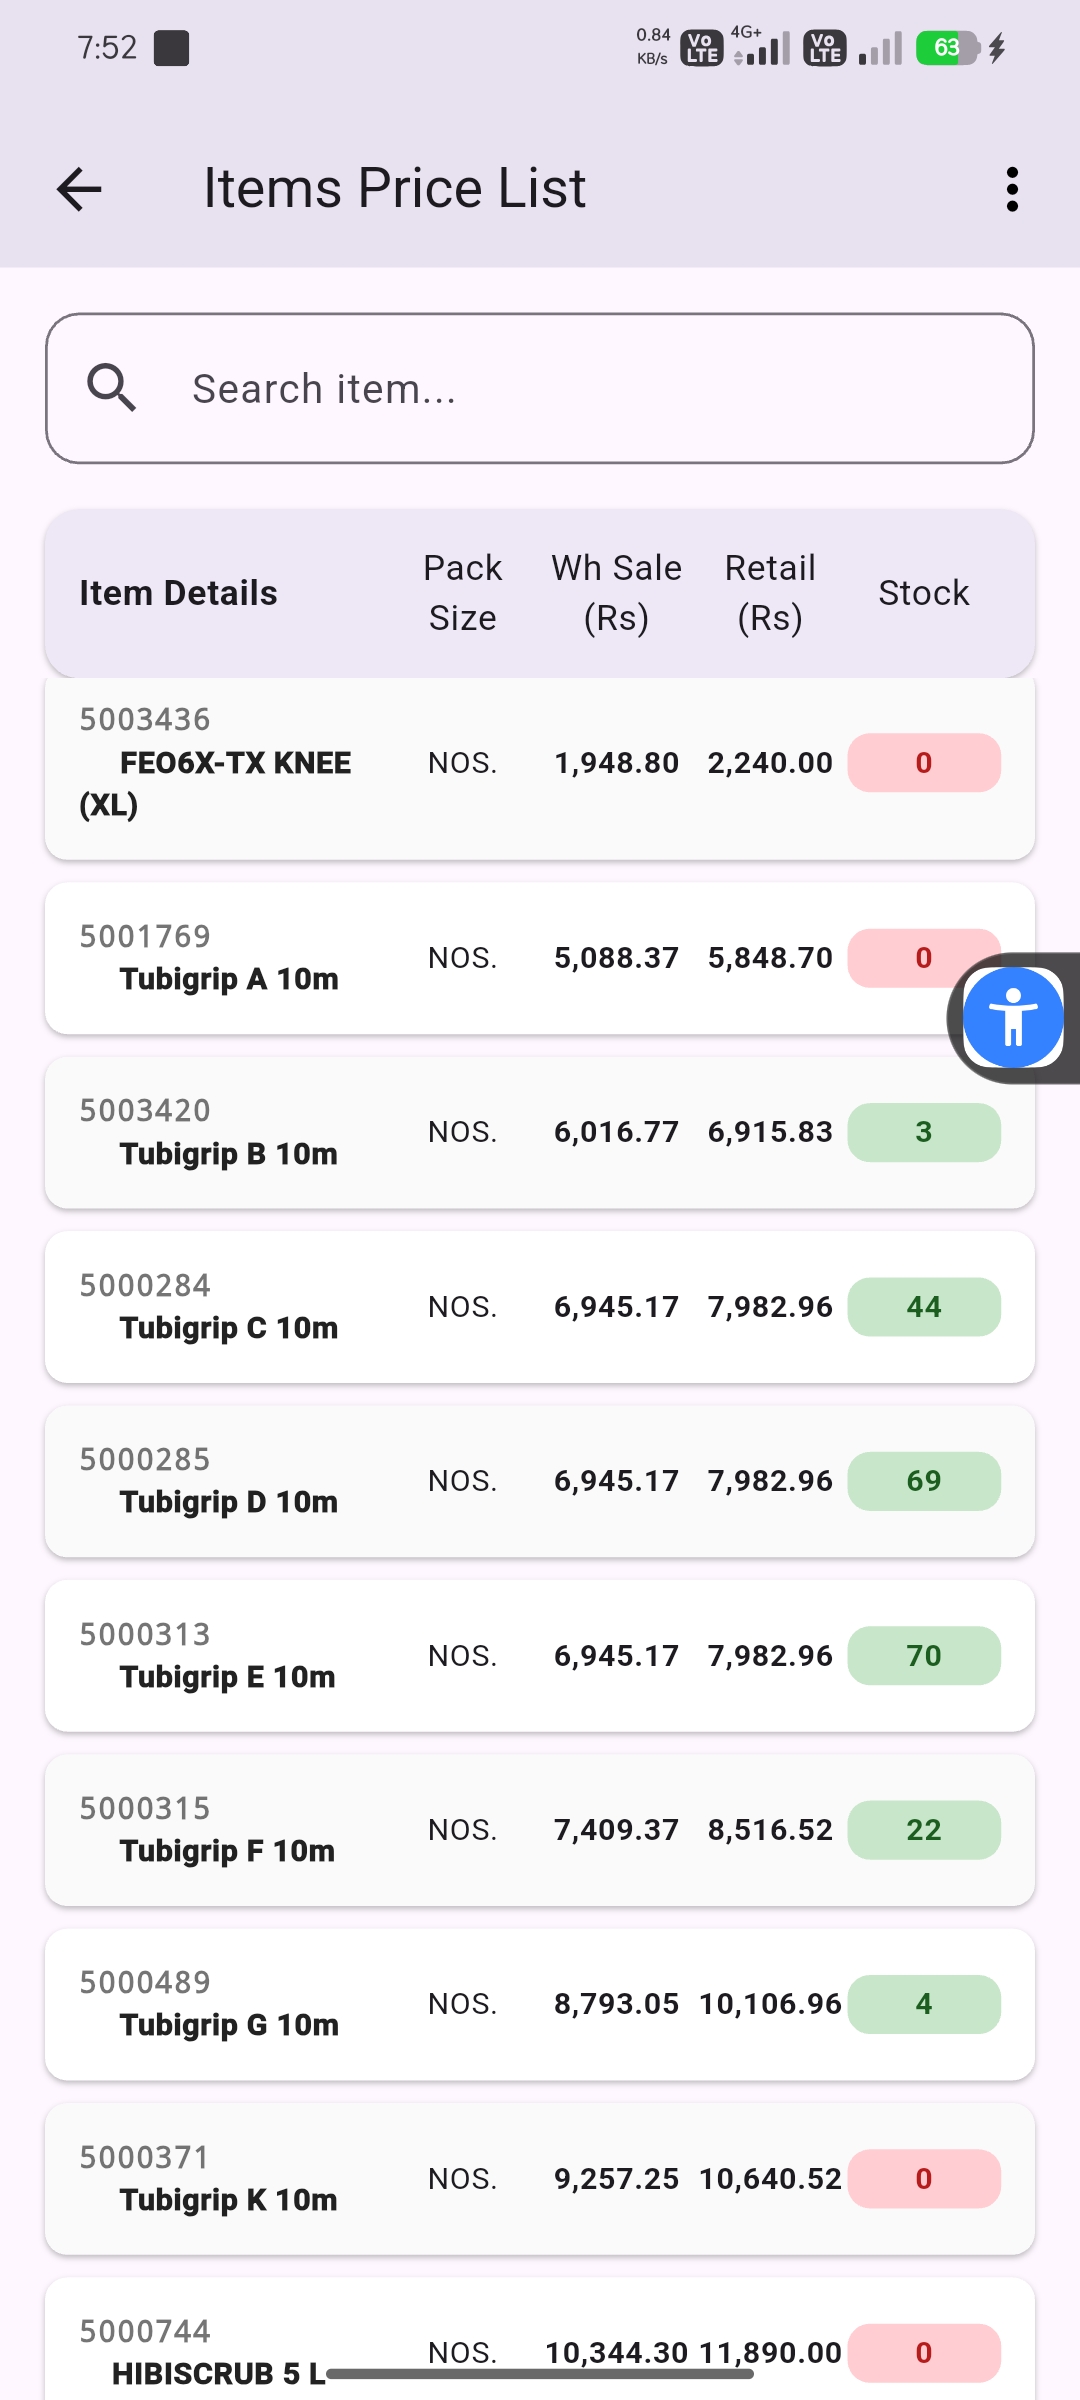 7:52
0.84 KB/s Vo LTE 4G+ Vo LTE 63
Items Price List
Search item...
Item Details Pack Size Wh Sale (Rs) Retail (Rs) Stock
5003436
FEO6X-TX KNEE (XL) NOS. 1,948.80 2,240.00 0
5001769
Tubigrip A 10m NOS. 5,088.37 5,848.70 0
5003420
Tubigrip B 10m NOS. 6,016.77 6,915.83 3
5000284
Tubigrip C 10m NOS. 6,945.17 7,982.96 44
5000285
Tubigrip D 10m NOS. 6,945.17 7,982.96 69
5000313
Tubigrip E 10m NOS. 6,945.17 7,982.96 70
5000315
Tubigrip F 10m NOS. 7,409.37 8,516.52 22
5000489
Tubigrip G 10m NOS. 8,793.05 10,106.96 4
5000371
Tubigrip K 10m NOS. 9,257.25 10,640.52 0
5000744
HIBISCRUB 5 L NOS. 10,344.30 11,890.00 0